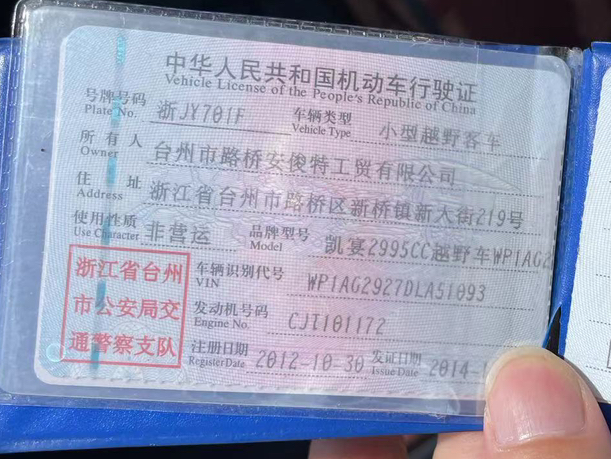 中华人民共和国机动车行驶证
Vehicle License of the People's Republic of China
号牌号码 浙JY701F 车辆类型 小型越野客车
Plate No. Vehicle Type
所有人 台州市路桥安俊特工贸有限公司
Owner
住址 浙江省台州市路桥区新桥镇新大街219号
Address
使用性质 非营运 品牌型号 凯宴2995CC越野车WP1AG2
Use Character Model
浙江省台州
市公安局交
通警察支队
车辆识别代号 WP1AG2927DLA51093
VIN
发动机号码 CJT101172
Engine No.
注册日期 2012-10-30 发证日期 2014-1
Register Date Issue Date